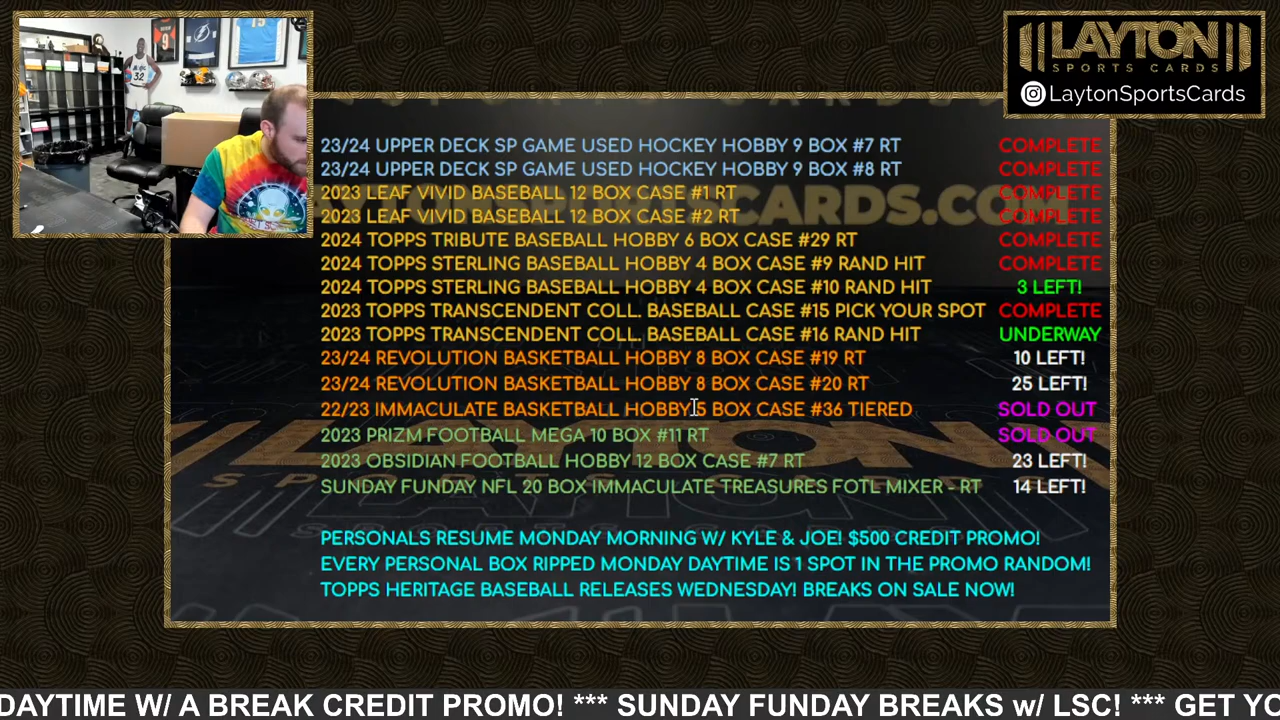 LAYTON
SPORTS CARDS
LaytonSportsCards
23/24 UPPER DECK SP GAME USED HOCKEY HOBBY 9 BOX #7 RT COMPLETE
23/24 UPPER DECK SP GAME USED HOCKEY HOBBY 9 BOX #8 RT COMPLETE
2023 LEAF VIVID BASEBALL 12 BOX CASE #1 RT COMPLETE
2023 LEAF VIVID BASEBALL 12 BOX CASE #2 RT COMPLETE
2024 TOPPS TRIBUTE BASEBALL HOBBY 6 BOX CASE #29 RT COMPLETE
2024 TOPPS STERLING BASEBALL HOBBY 4 BOX CASE #9 RAND HIT COMPLETE
2024 TOPPS STERLING BASEBALL HOBBY 4 BOX CASE #10 RAND HIT 3 LEFT!
2023 TOPPS TRANSCENDENT COLL. BASEBALL CASE #15 PICK YOUR SPOT COMPLETE
2023 TOPPS TRANSCENDENT COLL. BASEBALL CASE #16 RAND HIT UNDERWAY
23/24 REVOLUTION BASKETBALL HOBBY 8 BOX CASE #19 RT 10 LEFT!
23/24 REVOLUTION BASKETBALL HOBBY 8 BOX CASE #20 RT 25 LEFT!
22/23 IMMACULATE BASKETBALL HOBBY 5 BOX CASE #36 TIERED SOLD OUT
2023 PRIZM FOOTBALL MEGA 10 BOX #11 RT SOLD OUT
2023 OBSIDIAN FOOTBALL HOBBY 12 BOX CASE #7 RT 23 LEFT!
SUNDAY FUNDAY NFL 20 BOX IMMACULATE TREASURES FOTL MIXER - RT 14 LEFT!
PERSONALS RESUME MONDAY MORNING W/ KYLE & JOE! $500 CREDIT PROMO!
EVERY PERSONAL BOX RIPPED MONDAY DAYTIME IS 1 SPOT IN THE PROMO RANDOM!
TOPPS HERITAGE BASEBALL RELEASES WEDNESDAY! BREAKS ON SALE NOW!
DAYTIME W/ A BREAK CREDIT PROMO! *** SUNDAY FUNDAY BREAKS w/ LSC! *** GET YO